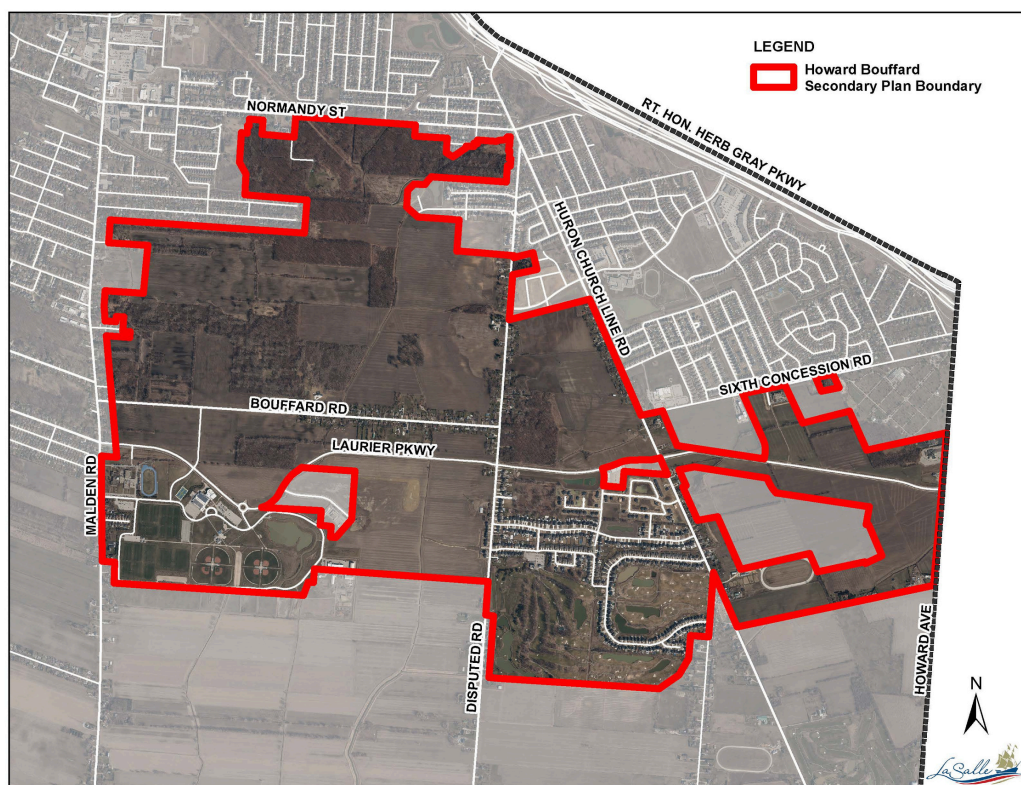 LEGEND
Howard Bouffard
Secondary Plan Boundary
NORMANDY ST
RT. HON. HERB GRAY PKWY
HURON CHURCH LINE RD
SIXTH CONCESSION RD
BOUFFARD RD
LAURIER PKWY
MALDEN RD
DISPUTED RD
HOWARD AVE
N
LaSalle